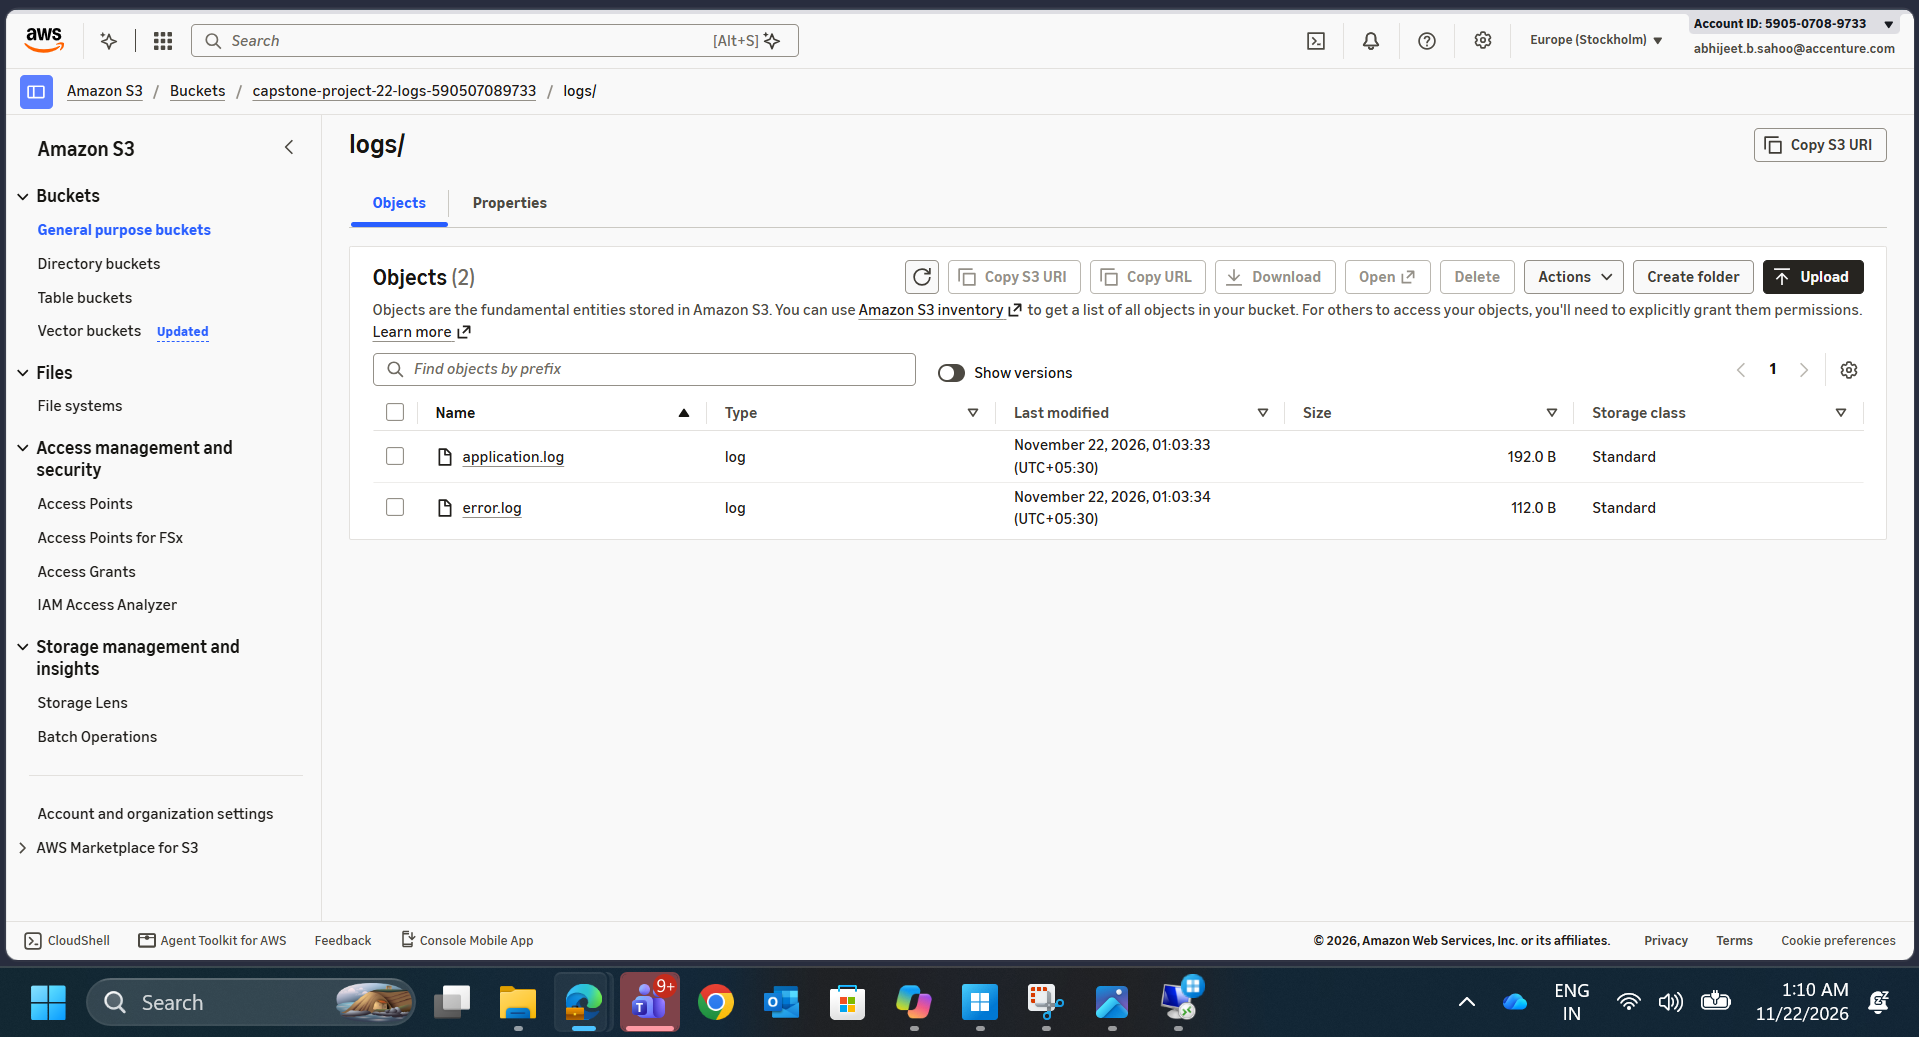 aws
Search
[Alt+S]
Europe (Stockholm)
Account ID: 5905-0708-9733
abhijeet.b.sahoo@accenture.com
Amazon S3 / Buckets / capstone-project-22-logs-590507089733 / logs/
Amazon S3
Buckets
General purpose buckets
Directory buckets
Table buckets
Vector buckets Updated
Files
File systems
Access management and
security
Access Points
Access Points for FSx
Access Grants
IAM Access Analyzer
Storage management and
insights
Storage Lens
Batch Operations
Account and organization settings
AWS Marketplace for S3
logs/
Copy S3 URI
Objects
Properties
Objects (2)
Copy S3 URI
Copy URL
Download
Open
Delete
Actions
Create folder
Upload
Objects are the fundamental entities stored in Amazon S3. You can use Amazon S3 inventory to get a list of all objects in your bucket. For others to access your objects, you'll need to explicitly grant them permissions.
Learn more
Find objects by prefix
Show versions
1
Name Type Last modified Size Storage class
application.log log November 22, 2026, 01:03:33 (UTC+05:30) 192.0 B Standard
error.log log November 22, 2026, 01:03:34 (UTC+05:30) 112.0 B Standard
CloudShell
Agent Toolkit for AWS
Feedback
Console Mobile App
© 2026, Amazon Web Services, Inc. or its affiliates.
Privacy
Terms
Cookie preferences
Search
9+
ENG
IN
1:10 AM
11/22/2026